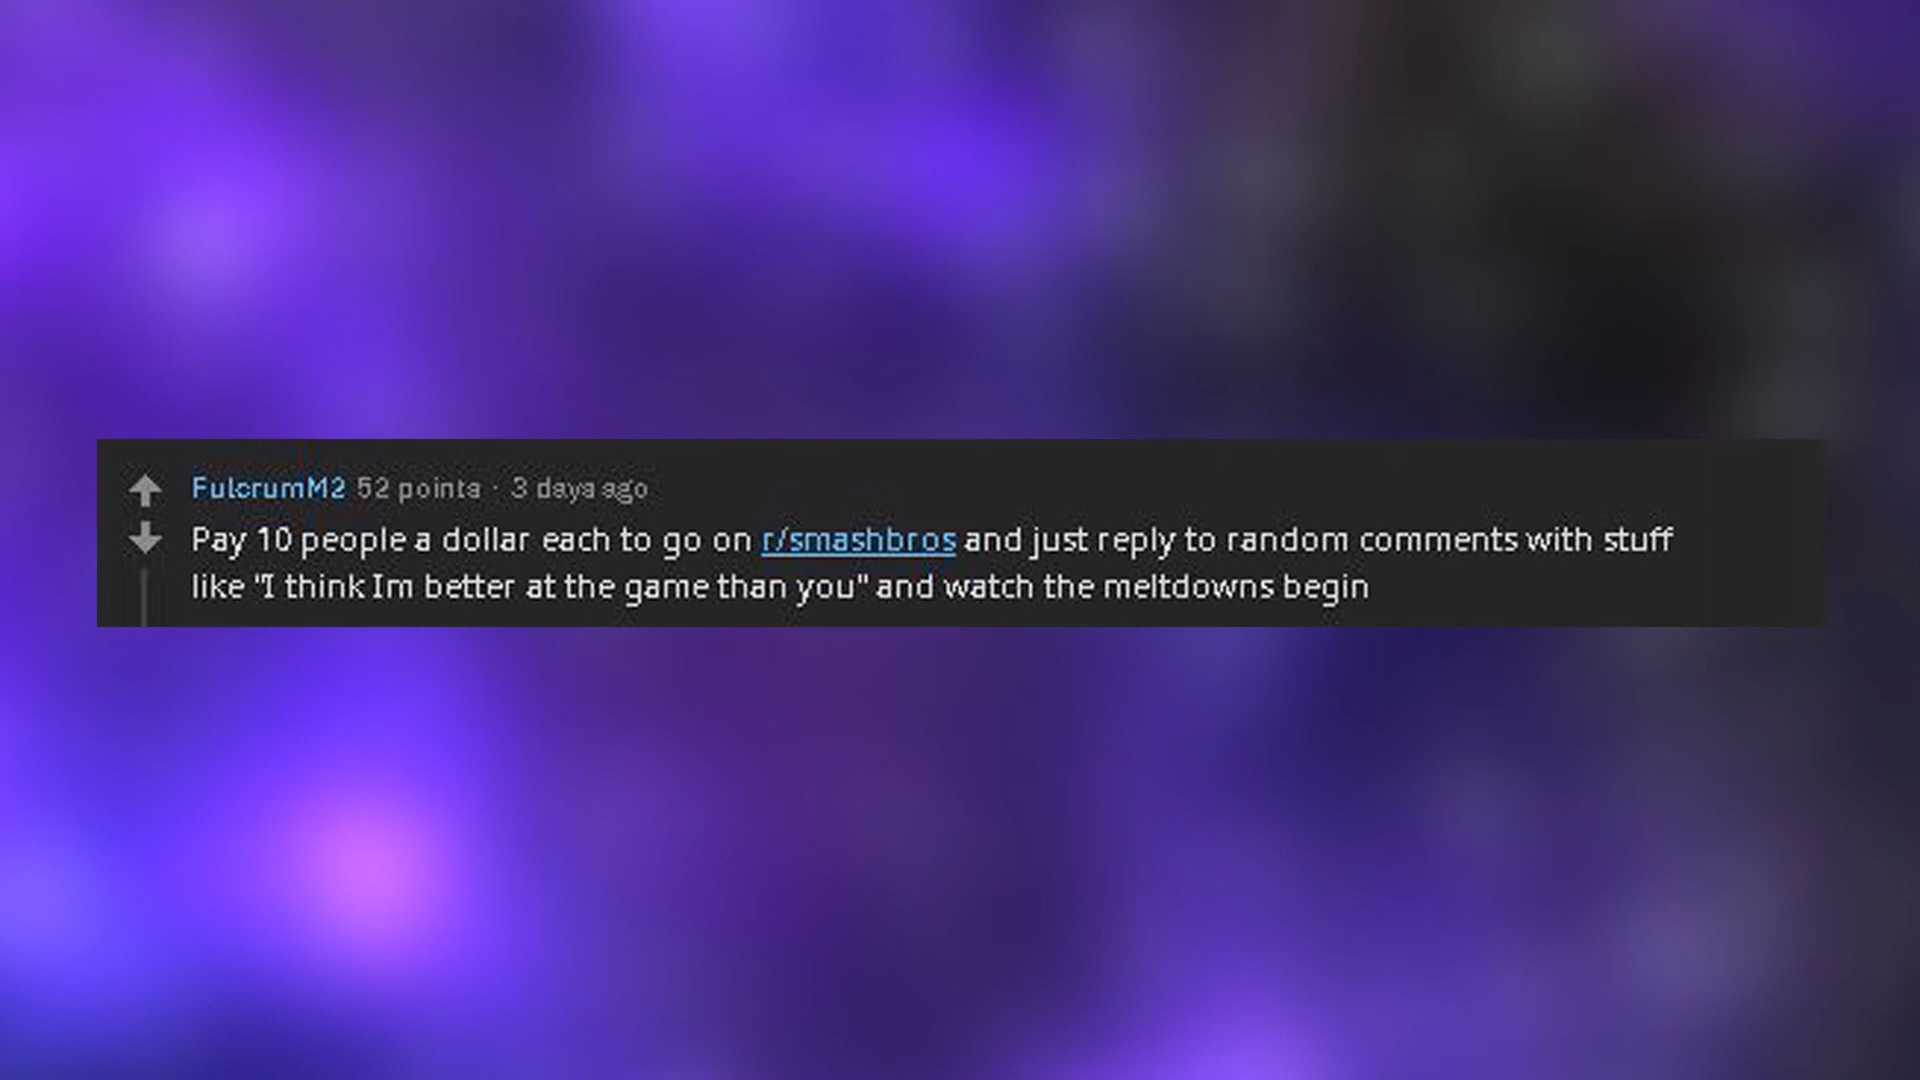 FulcrumM2 52 points · 3 days ago
Pay 10 people a dollar each to go on r/smashbros and just reply to random comments with stuff
like "I think Im better at the game than you" and watch the meltdowns begin